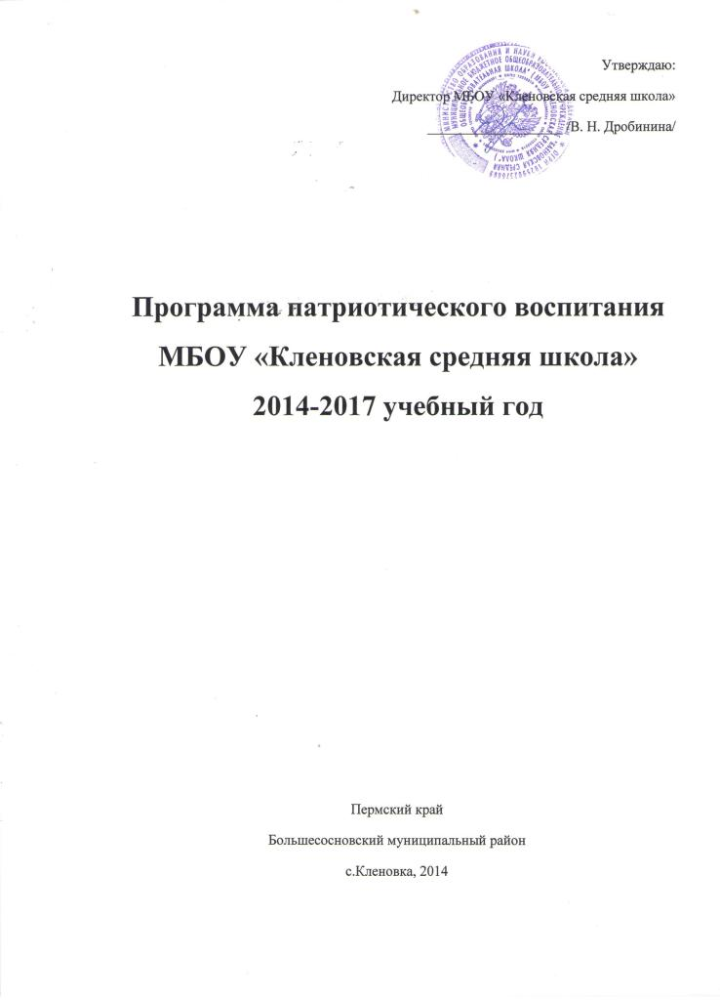 Утверждаю:
Директор МБОУ «Кленовская средняя школа»
/В. Н. Дробинина/
Программа патриотического воспитания
МБОУ «Кленовская средняя школа»
2014-2017 учебный год
Пермский край
Большесосновский муниципальный район
с.Кленовка, 2014